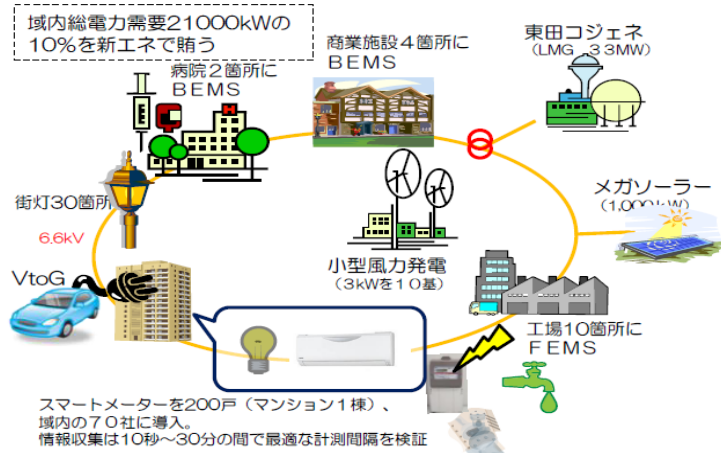 域内総電力需要21000kWの
10%を新エネで賄う
病院2箇所に
BEMS
商業施設4箇所に
BEMS
東田コジェネ
(LMG 33MW)
街灯30箇所
6.6kV
メガソーラー
(1,000kW)
小型風力発電
(3kWを10基)
VtoG
工場10箇所に
FEMS
スマートメーターを200戸（マンション1棟）、
域内の70社に導入。
情報収集は10秒～30分の間で最適な計測間隔を検証